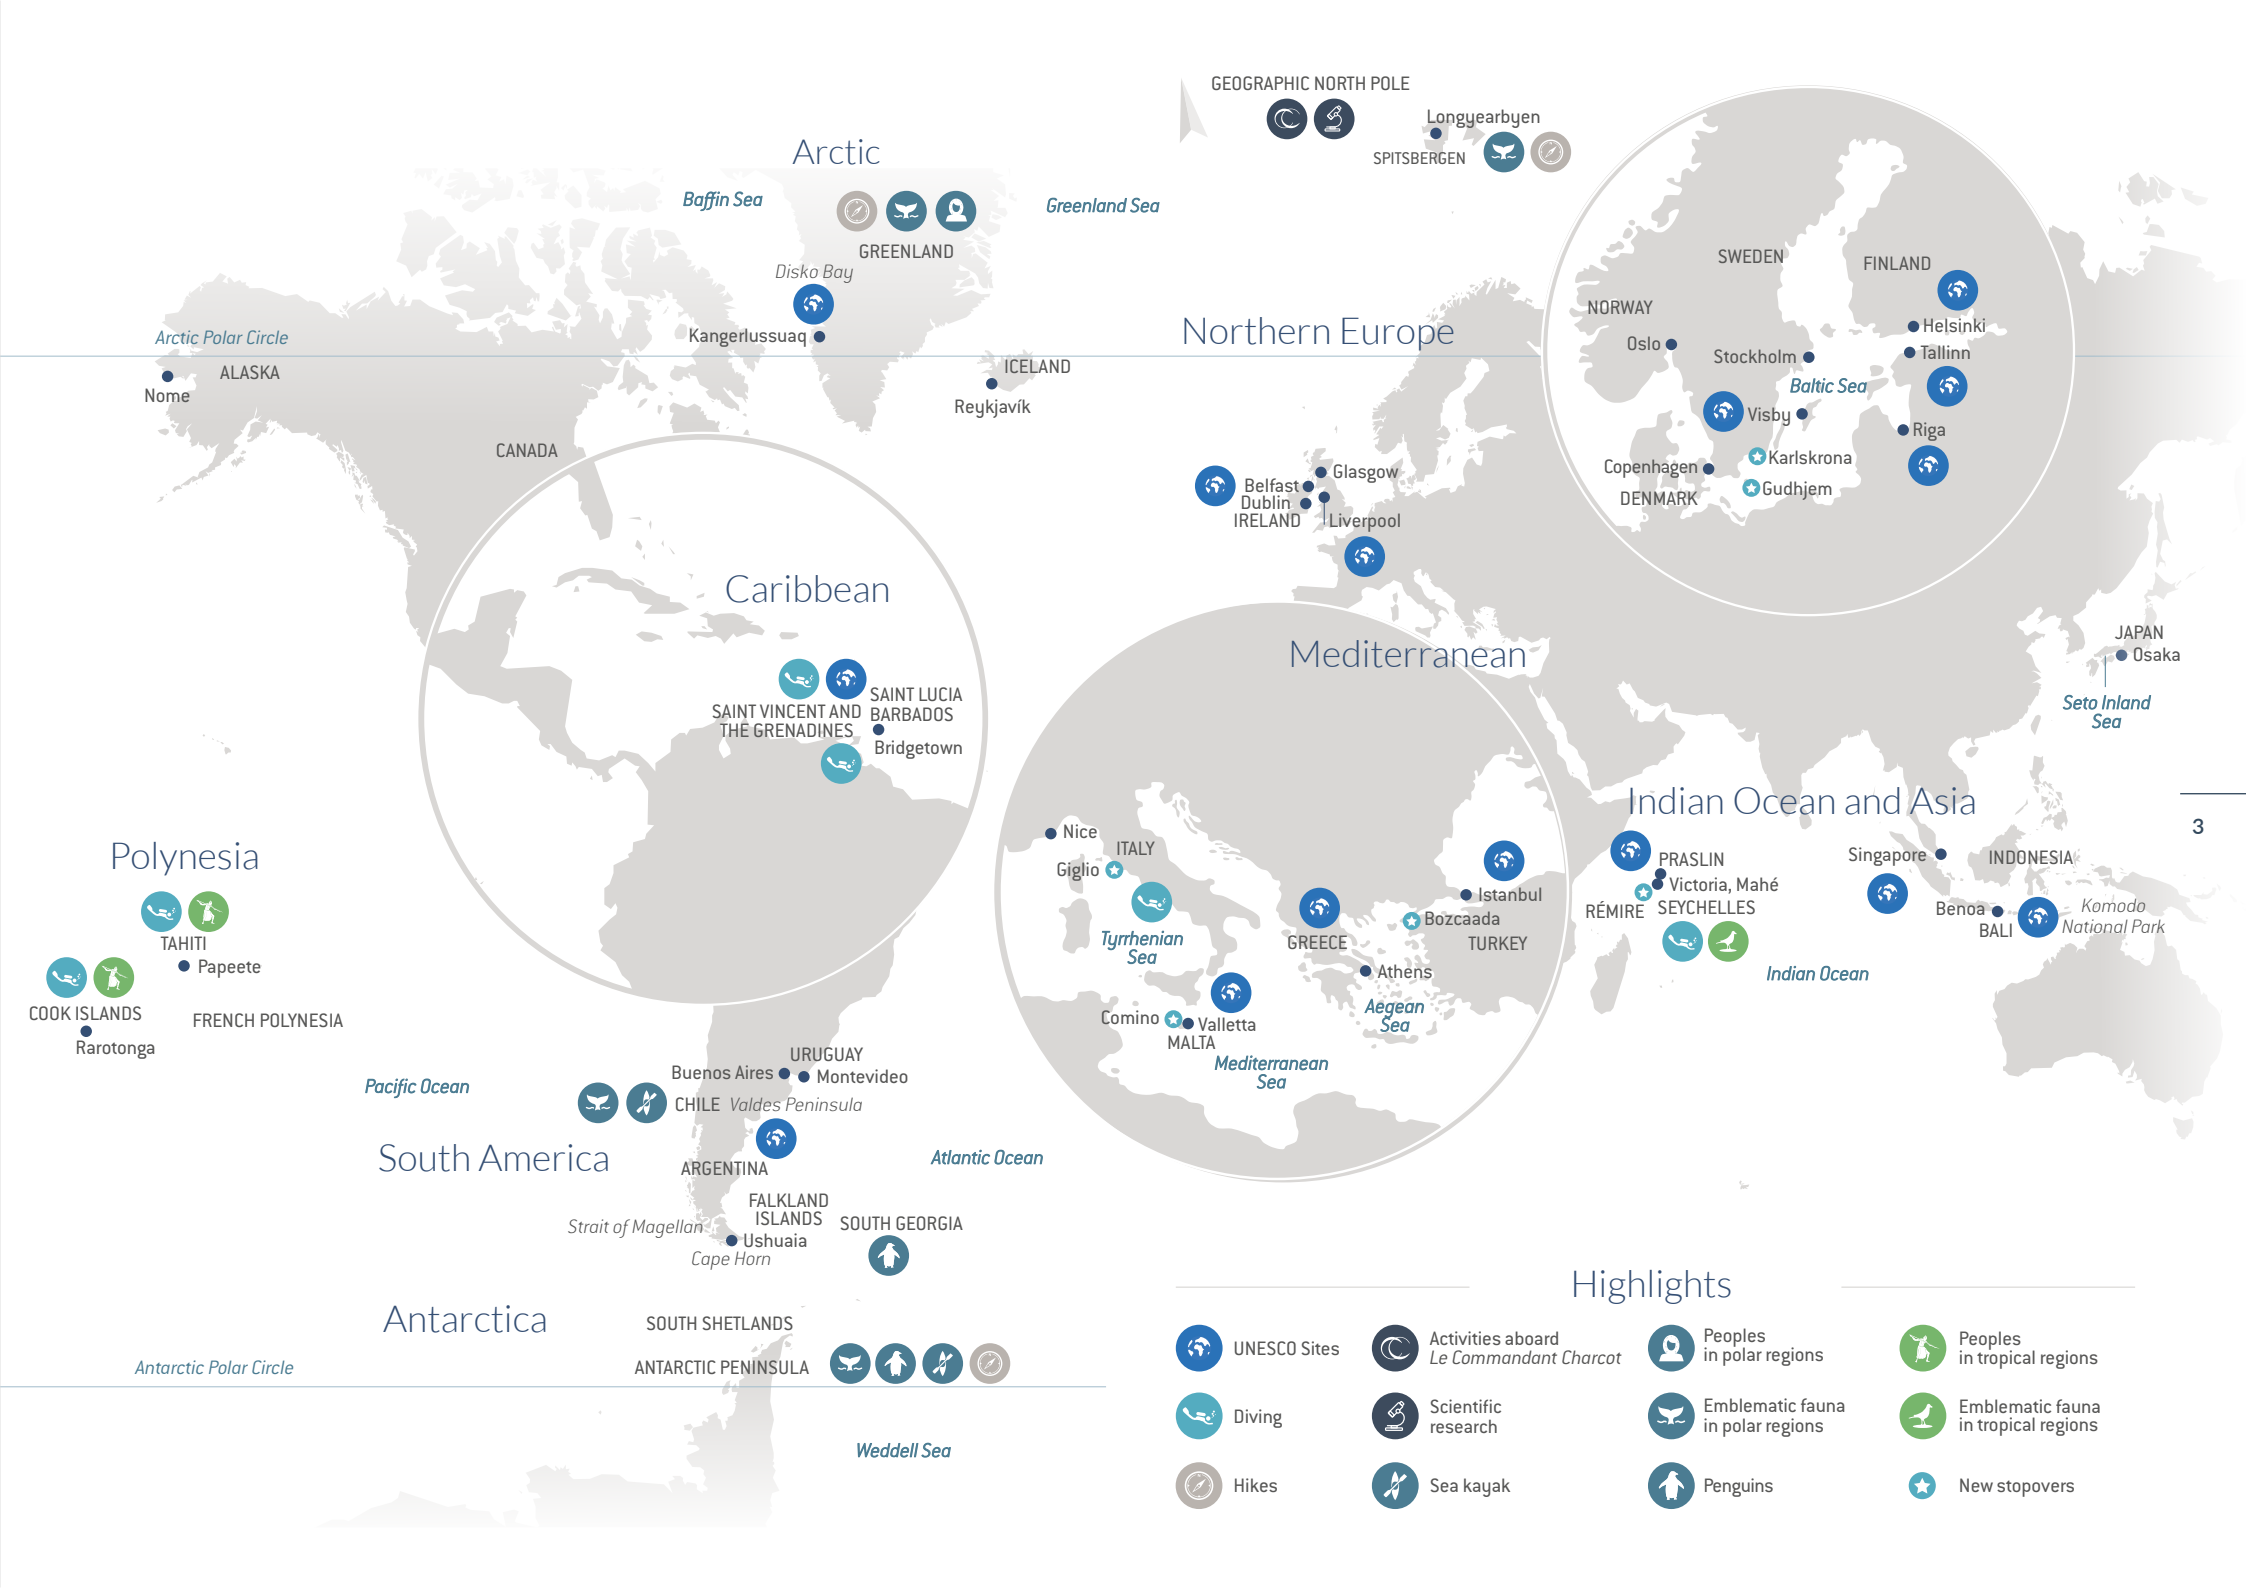 GEOGRAPHIC NORTH POLE
Longyearbyen
SPITSBERGEN
Arctic
Baffin Sea
Greenland Sea
GREENLAND
Disko Bay
Kangerlussuaq
Arctic Polar Circle
ALASKA
Nome
ICELAND
Reykjavík
CANADA
Northern Europe
SWEDEN
FINLAND
NORWAY
Helsinki
Oslo
Stockholm
Tallinn
Baltic Sea
Visby
Riga
Karlskrona
Copenhagen
Gudhjem
DENMARK
Glasgow
Belfast
Dublin
IRELAND
Liverpool
Caribbean
SAINT LUCIA
SAINT VINCENT AND
THE GRENADINES
BARBADOS
Bridgetown
Mediterranean
JAPAN
Osaka
Seto Inland
Sea
Nice
ITALY
Giglio
Tyrrhenian
Sea
GREECE
Istanbul
Bozcaada
TURKEY
Athens
Aegean
Sea
Comino
Valletta
MALTA
Mediterranean
Sea
Indian Ocean and Asia
3
PRASLIN
Victoria, Mahé
RÉMIRE
SEYCHELLES
Singapore
INDONESIA
Benoa
BALI
Komodo
National Park
Indian Ocean
Polynesia
TAHITI
Papeete
COOK ISLANDS
Rarotonga
FRENCH POLYNESIA
Pacific Ocean
South America
URUGUAY
Buenos Aires
Montevideo
CHILE
Valdes Peninsula
ARGENTINA
Atlantic Ocean
FALKLAND
ISLANDS
SOUTH GEORGIA
Strait of Magellan
Ushuaia
Cape Horn
Antarctica
SOUTH SHETLANDS
ANTARCTIC PENINSULA
Antarctic Polar Circle
Weddell Sea
Highlights
UNESCO Sites
Activities aboard
Le Commandant Charcot
Peoples
in polar regions
Peoples
in tropical regions
Diving
Scientific
research
Emblematic fauna
in polar regions
Emblematic fauna
in tropical regions
Hikes
Sea kayak
Penguins
New stopovers